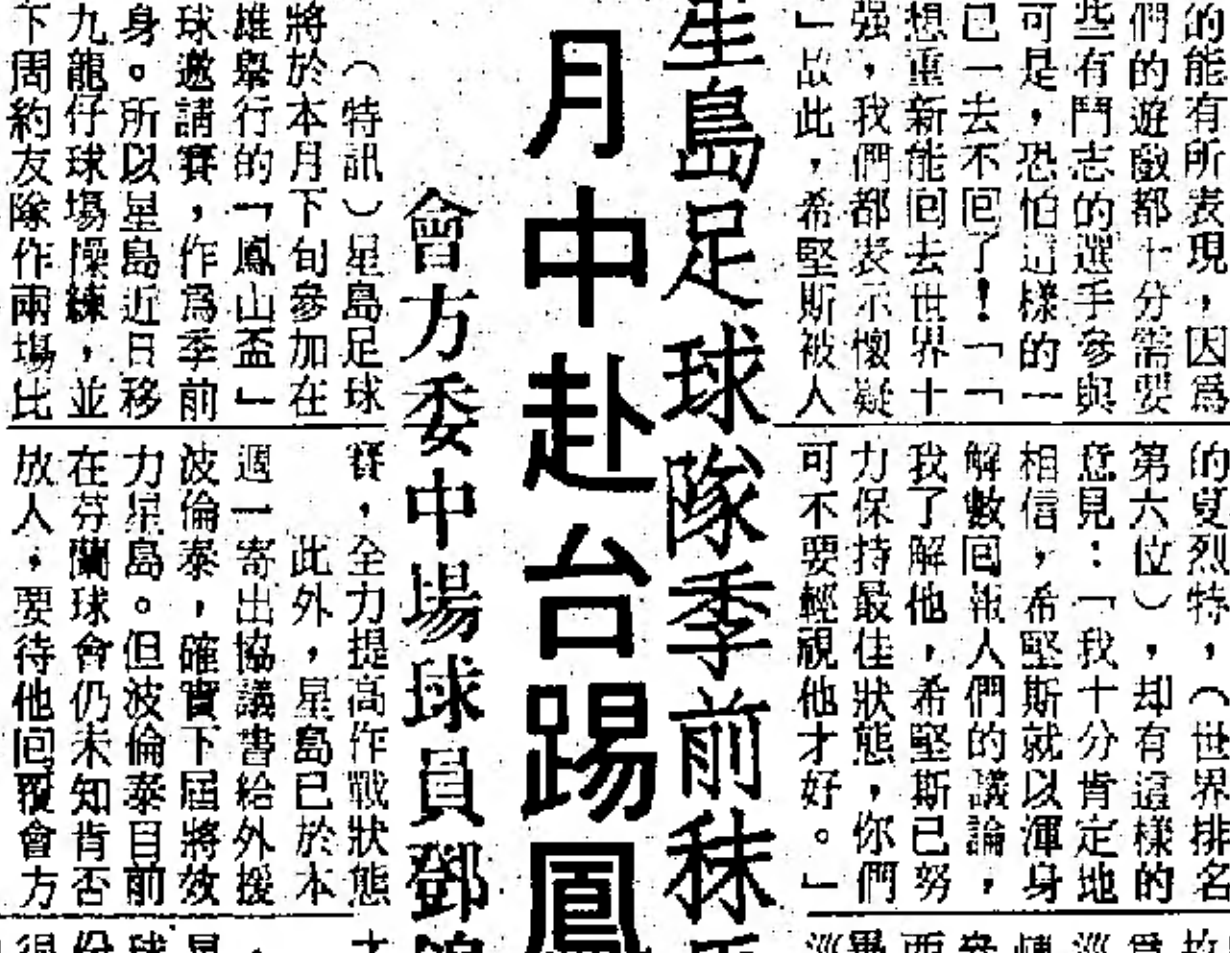 的能有所表現，因爲
們的遊戲都十分需要
些有鬥志的選手參與
可是，恐怕這樣的一
已一去不回了！「「
想重新能回去世界十
强，我們都表示懷疑
」故此，希堅斯被人
的夏烈特，（世界排名
第六位），却有這樣的
意見：「我十分肯定地
相信，希堅斯就以渾身
解數囘報人們的議論，
我了解他，希堅斯已努
力保持最佳狀態，你們
可不要輕視他才好。」
星島足球隊季前秣
月中赴台踢鳳
會方委中場球員鄧
（特訊）星島足球
將於本月下旬參加在
雄舉行的「鳳山盃」
球邀請賽，作爲季前
身。所以星島近日移
九龍仔球場操練，並
下周約友隊作兩場比
賽，全力提高作戰狀態
此外，星島已於本
週一寄出協議書給外援
波倫泰，確實下屆將效
力星島。但波倫泰目前
在芬蘭球會仍未知肯否
放人，要待他囘覆會方